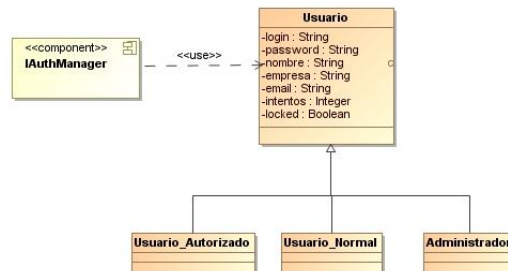 Usuario
-login : String
-password : String
-nombre : String
-empresa : String
-email : String
-intentos : Integer
-locked : Boolean
<<component>>
IAuthManager
<<use>>
Usuario_Autorizado
Usuario_Normal
Administrador